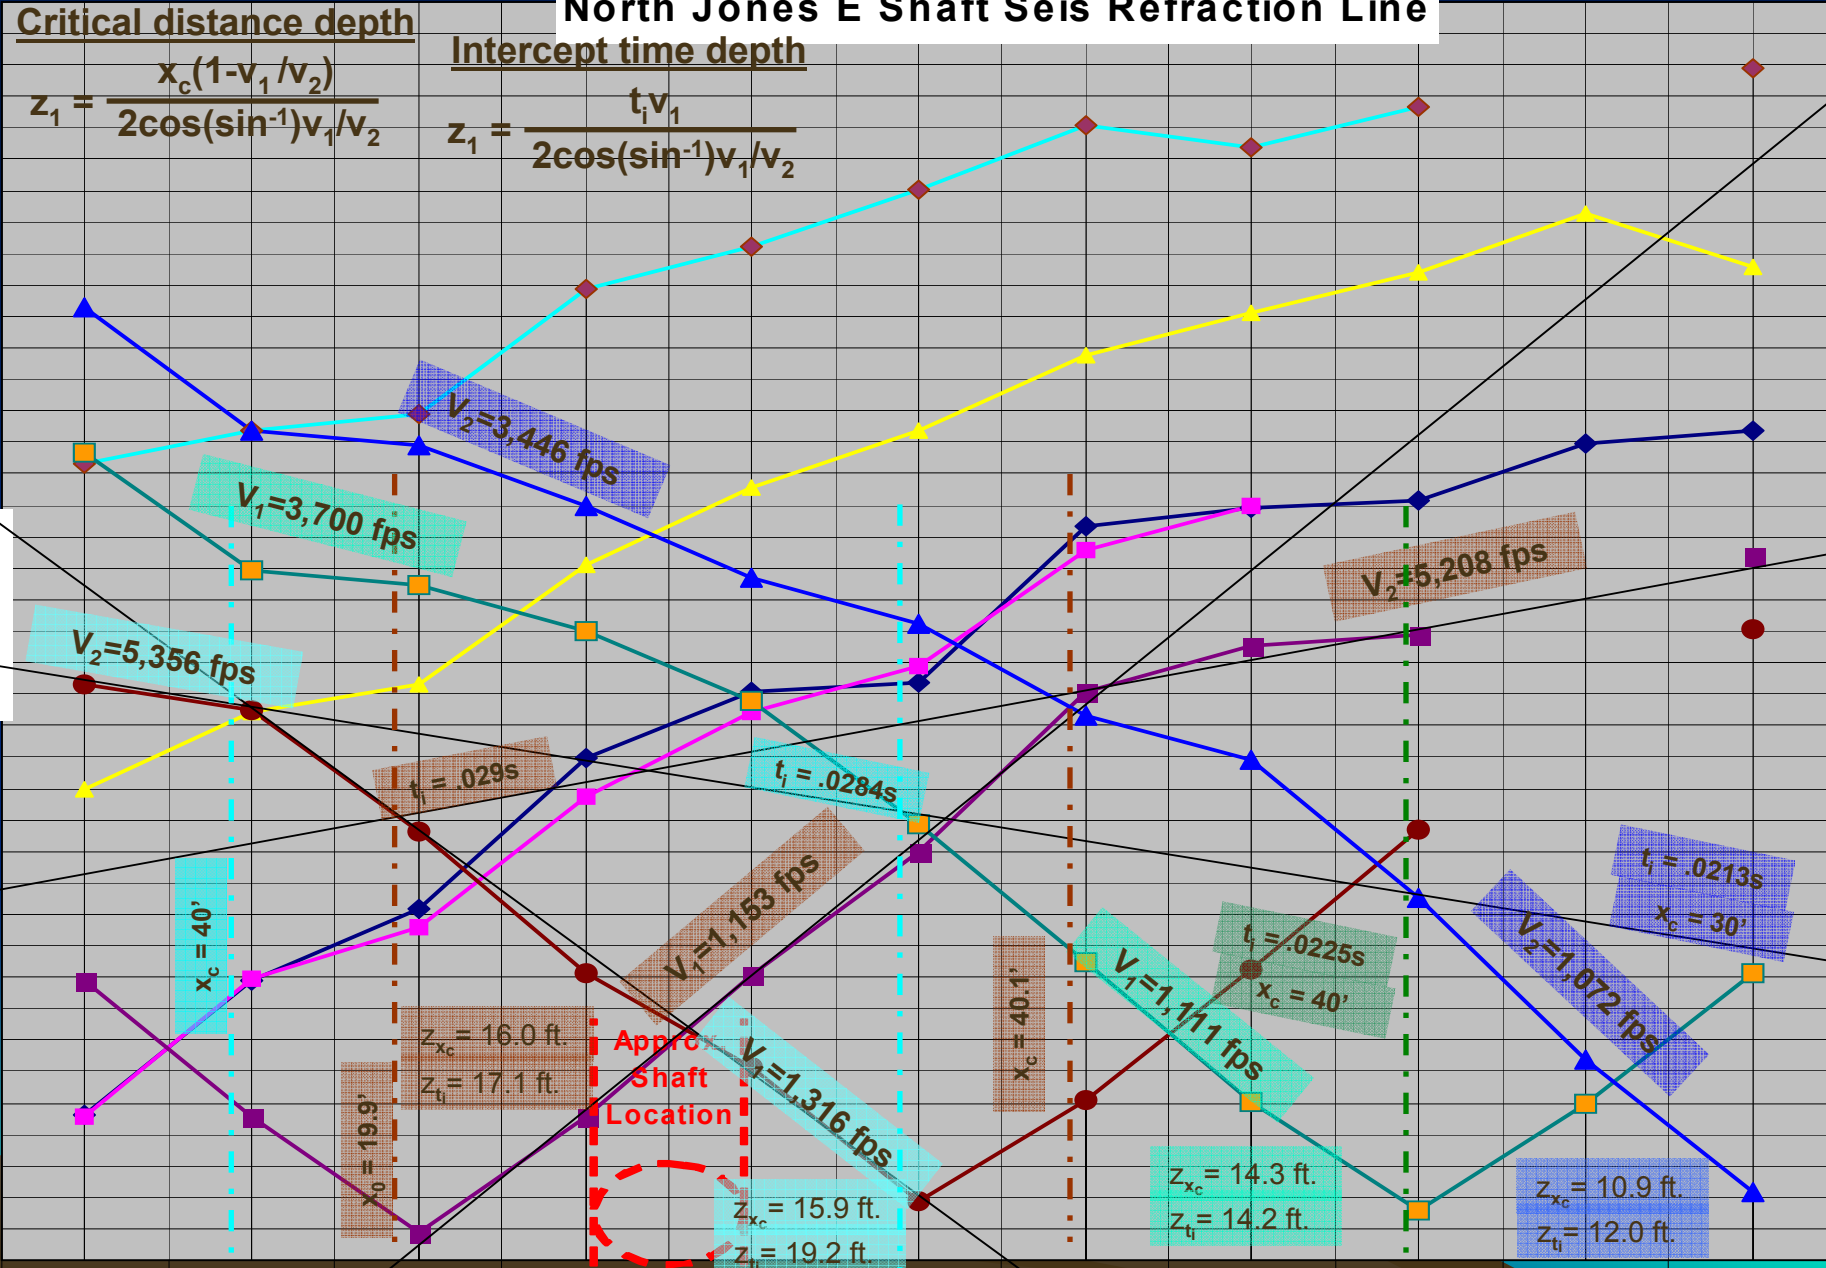 North Jones E Shaft Seis Refraction Line
Critical distance depth
z1 = xc(1-v1/v2)
2cos(sin-1)v1/v2
Intercept time depth
z1 = tiv1
2cos(sin-1)v1/v2
V2=3,446 fps
V1=3,700 fps
V2=5,208 fps
V2=5,356 fps
ti = .029s
ti = .0284s
ti = .0213s
xc = 30'
xc = 40'
V1=1,153 fps
ti = .0225s
xc = 40'
V2=1,072 fps
V1=1,111 fps
xc = 40.1'
zxc= 16.0 ft.
zti= 17.1 ft.
Approx.
Shaft
Location
V1=1,316 fps
x0 = 19.9'
zxc= 15.9 ft.
zti= 19.2 ft.
zxc= 14.3 ft.
zti= 14.2 ft.
zxc= 10.9 ft.
zti= 12.0 ft.